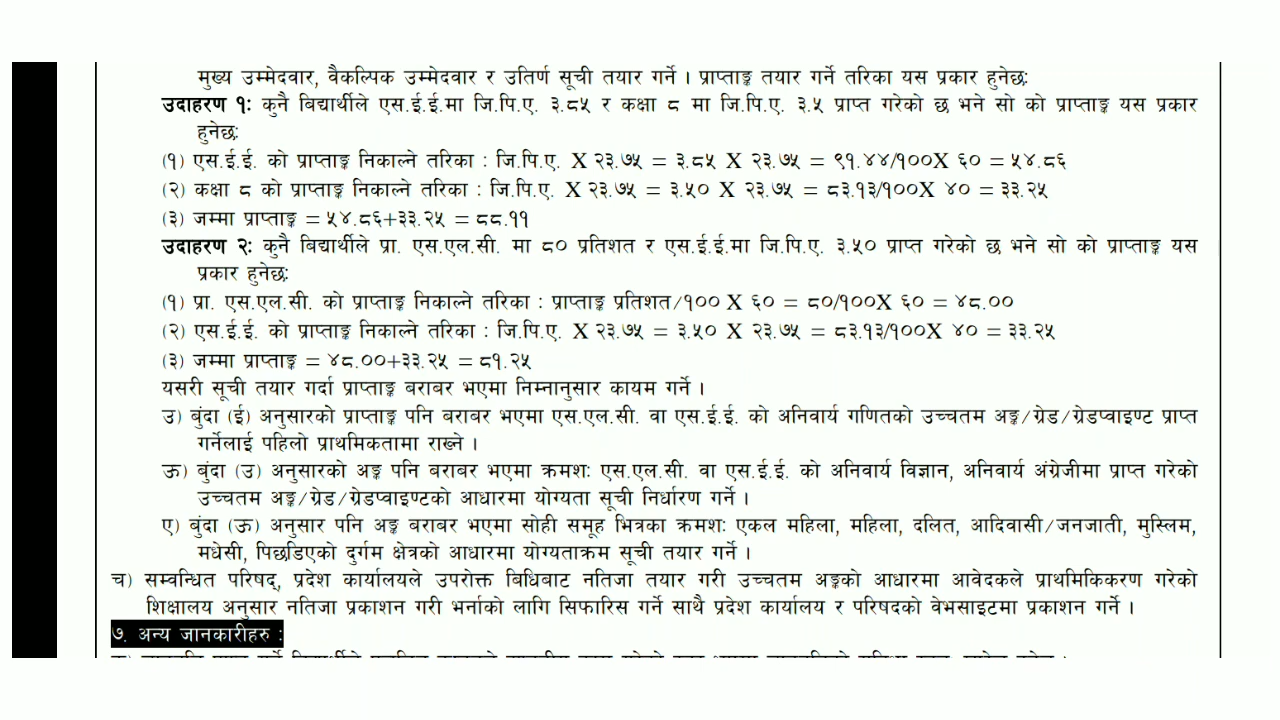 मुख्य उम्मेदवार, वैकल्पिक उम्मेदवार र उतिर्ण सूची तयार गर्ने । प्राप्ताङ्क तयार गर्ने तरिका यस प्रकार हुनेछः
उदाहरण १: कुनै बिद्यार्थीले एस.ई.ई.मा जि.पि.ए. ३.८५ र कक्षा ८ मा जि.पि.ए. ३.५ प्राप्त गरेको छ भने सो को प्राप्ताङ्क यस प्रकार
हुनेछः
(१) एस.ई.ई. को प्राप्ताङ्क निकाल्ने तरिका : जि.पि.ए. X २३.७५ = ३.८५ X २३.७५ = ९१.४४/१००X ६० = ५४.८६
(२) कक्षा ८ को प्राप्ताङ्क निकाल्ने तरिका : जि.पि.ए. X २३.७५ = ३.५० X २३.७५ = ८३.१३/१००X ४० = ३३.२५
(३) जम्मा प्राप्ताङ्क = ५४.८६+३३.२५ = ८८.११
उदाहरण २: कुनै बिद्यार्थीले प्रा. एस.एल.सी. मा ८० प्रतिशत र एस.ई.ई.मा जि.पि.ए. ३.५० प्राप्त गरेको छ भने सो को प्राप्ताङ्क यस
प्रकार हुनेछः
(१) प्रा. एस.एल.सी. को प्राप्ताङ्क निकाल्ने तरिका : प्राप्ताङ्क प्रतिशत/१०० X ६० = ८०/१००X ६० = ४८.००
(२) एस.ई.ई. को प्राप्ताङ्क निकाल्ने तरिका : जि.पि.ए. X २३.७५ = ३.५० X २३.७५ = ८३.१३/१००X ४० = ३३.२५
(३) जम्मा प्राप्ताङ्क = ४८.००+३३.२५ = ८१.२५
यसरी सूची तयार गर्दा प्राप्ताङ्क बराबर भएमा निम्नानुसार कायम गर्ने ।
उ) बुंदा (ई) अनुसारको प्राप्ताङ्क पनि बराबर भएमा एस.एल.सी. वा एस.ई.ई. को अनिवार्य गणितको उच्चतम अङ्क/ग्रेड/ग्रेडप्वाइण्ट प्राप्त
गर्नेलाई पहिलो प्राथमिकतामा राख्ने ।
ऊ) बुंदा (उ) अनुसारको अङ्क पनि बराबर भएमा क्रमशः एस.एल.सी. वा एस.ई.ई. को अनिवार्य विज्ञान, अनिवार्य अंग्रेजीमा प्राप्त गरेको
उच्चतम अङ्क/ग्रेड/ग्रेडप्वाइण्टको आधारमा योग्यता सूची निर्धारण गर्ने ।
ए) बुंदा (ऊ) अनुसार पनि अङ्क बराबर भएमा सोही समूह भित्रका क्रमशः एकल महिला, महिला, दलित, आदिवासी/जनजाती, मुस्लिम,
मधेसी, पिछडिएको दुर्गम क्षेत्रको आधारमा योग्यताक्रम सूची तयार गर्ने ।
च) सम्वन्धित परिषद्, प्रदेश कार्यालयले उपरोक्त बिधिबाट नतिजा तयार गरी उच्चतम अङ्कको आधारमा आवेदकले प्राथमिकिकरण गरेको
शिक्षालय अनुसार नतिजा प्रकाशन गरी भर्नाको लागि सिफारिस गर्ने साथै प्रदेश कार्यालय र परिषदको वेभसाइटमा प्रकाशन गर्ने ।
७. अन्य जानकारीहरु :